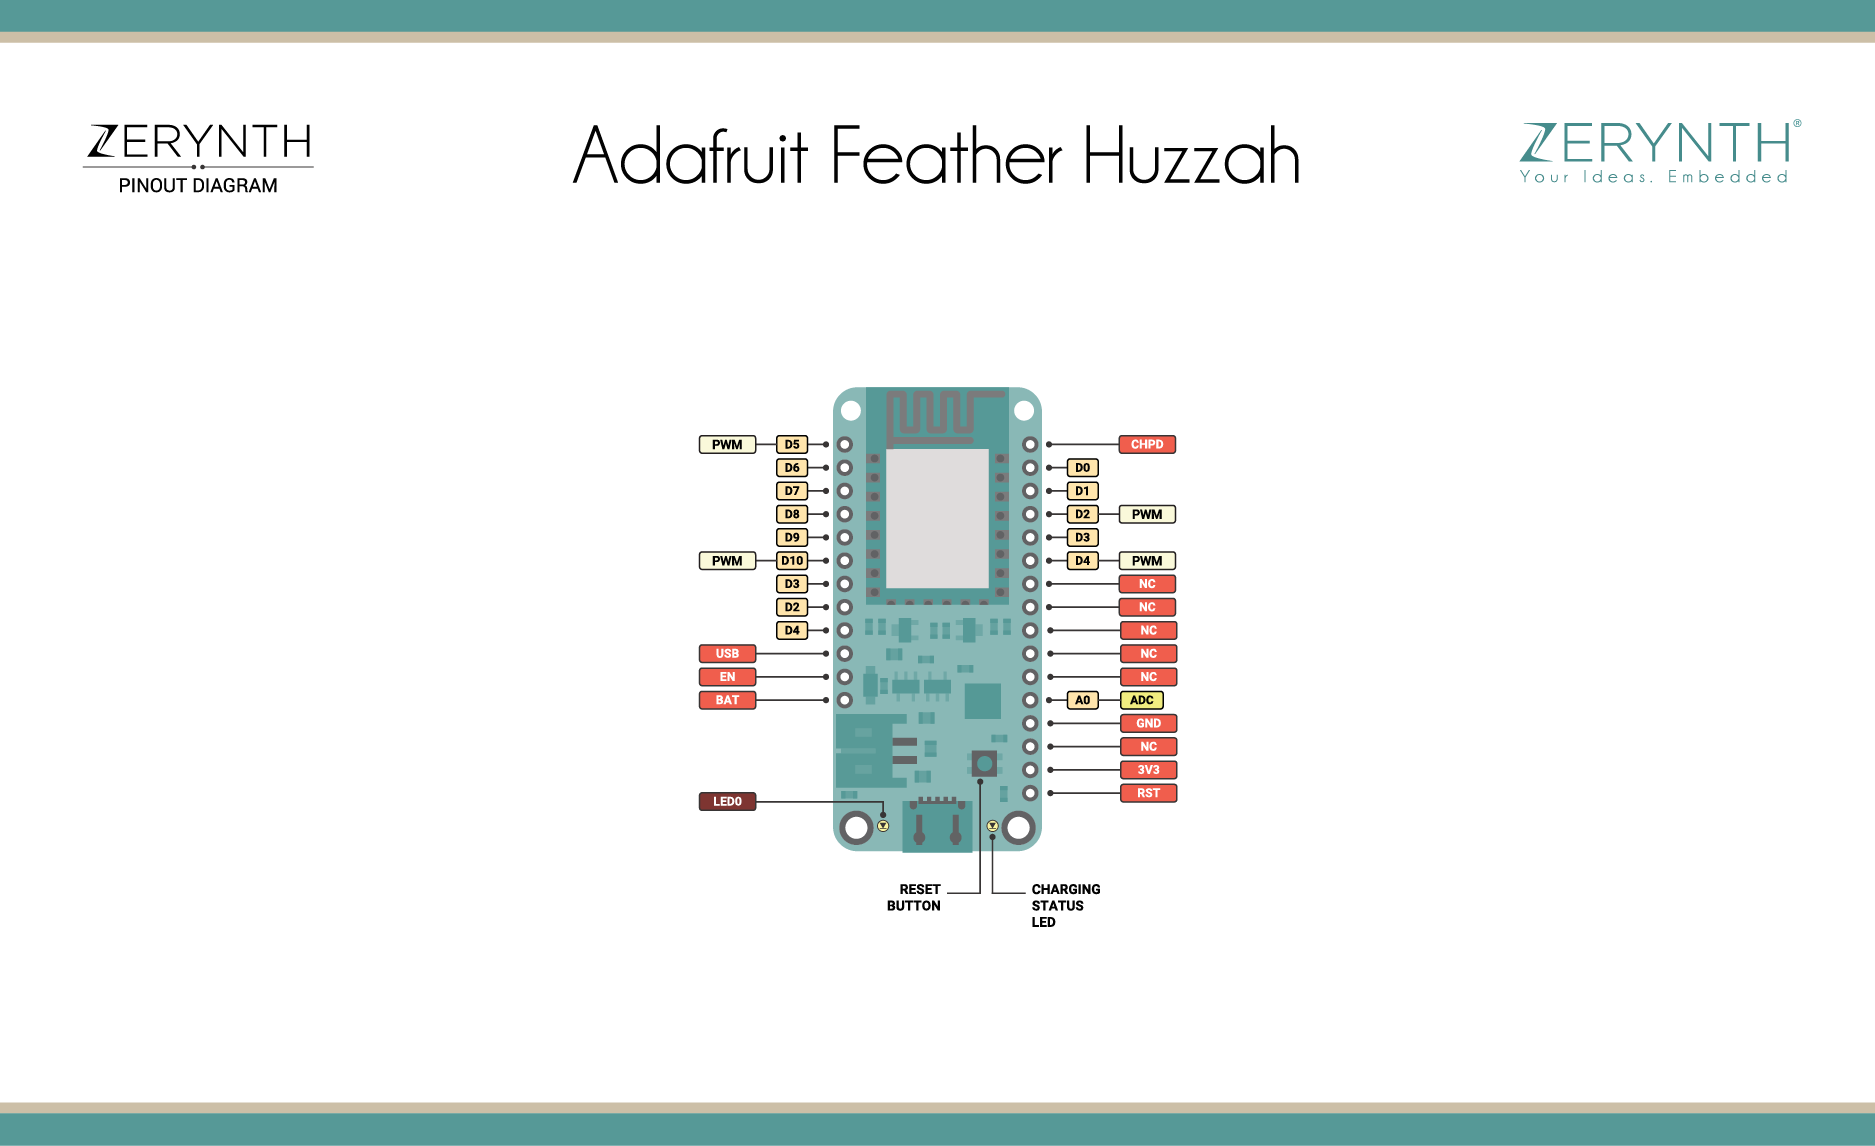 ZERYNTH
PINOUT DIAGRAM
Adafruit Feather Huzzah
ZERYNTH®
Your Ideas. Embedded
PWM D5
D6
D7
D8
D9
PWM D10
D3
D2
D4
USB
EN
BAT
LED0
CHPD
D0
D1
D2 PWM
D3
D4 PWM
NC
NC
NC
NC
NC
A0 ADC
GND
NC
3V3
RST
RESET
BUTTON
CHARGING
STATUS
LED